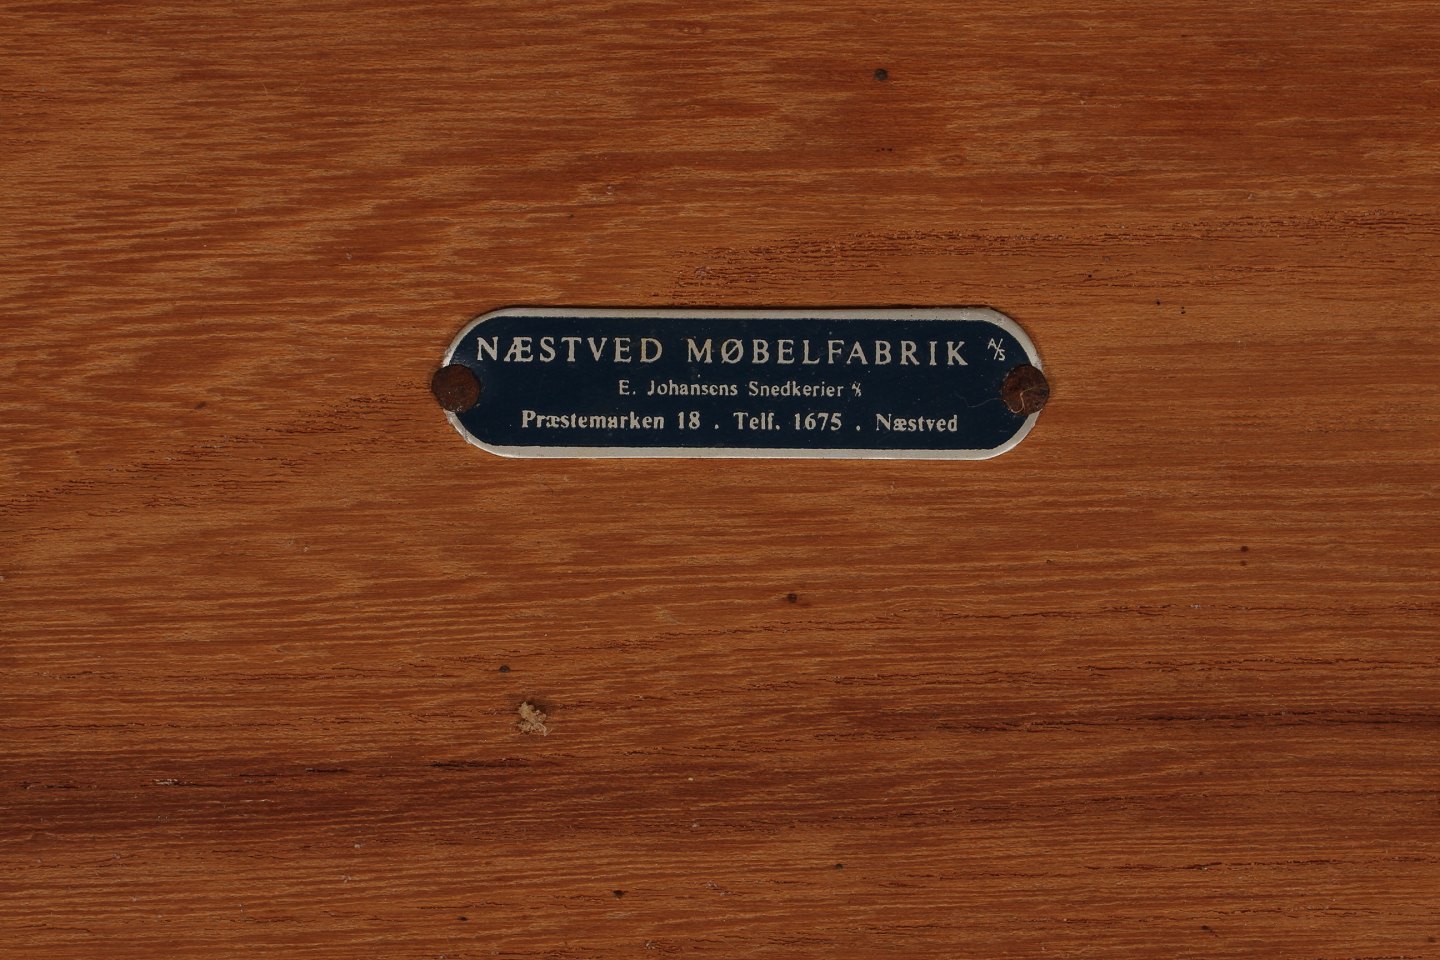 NÆSTVED MØBELFABRIK A/S
E. Johansens Snedkerier A/S
Præstemarken 18 . Telf. 1675 . Næstved